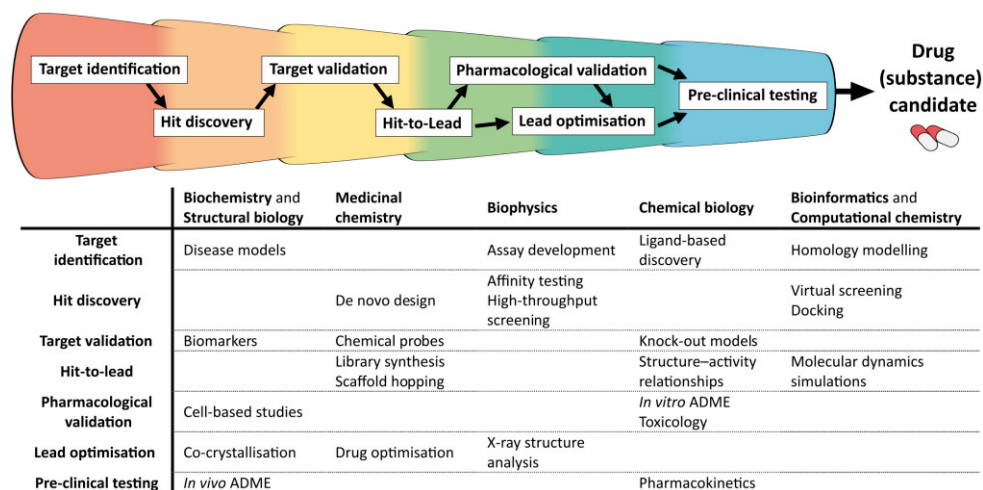 Target identification
Hit discovery
Target validation
Hit-to-Lead
Pharmacological validation
Lead optimisation
Pre-clinical testing
Drug
(substance)
candidate
Biochemistry and
Structural biology
Medicinal
chemistry
Biophysics
Chemical biology
Bioinformatics and
Computational chemistry
Target
identification
Disease models
Assay development
Ligand-based
discovery
Homology modelling
Hit discovery
De novo design
Affinity testing
High-throughput
screening
Virtual screening
Docking
Target validation
Biomarkers
Chemical probes
Knock-out models
Hit-to-lead
Library synthesis
Scaffold hopping
Structure–activity
relationships
Molecular dynamics
simulations
Pharmacological
validation
Cell-based studies
In vitro ADME
Toxicology
Lead optimisation
Co-crystallisation
Drug optimisation
X-ray structure
analysis
Pre-clinical testing
In vivo ADME
Pharmacokinetics